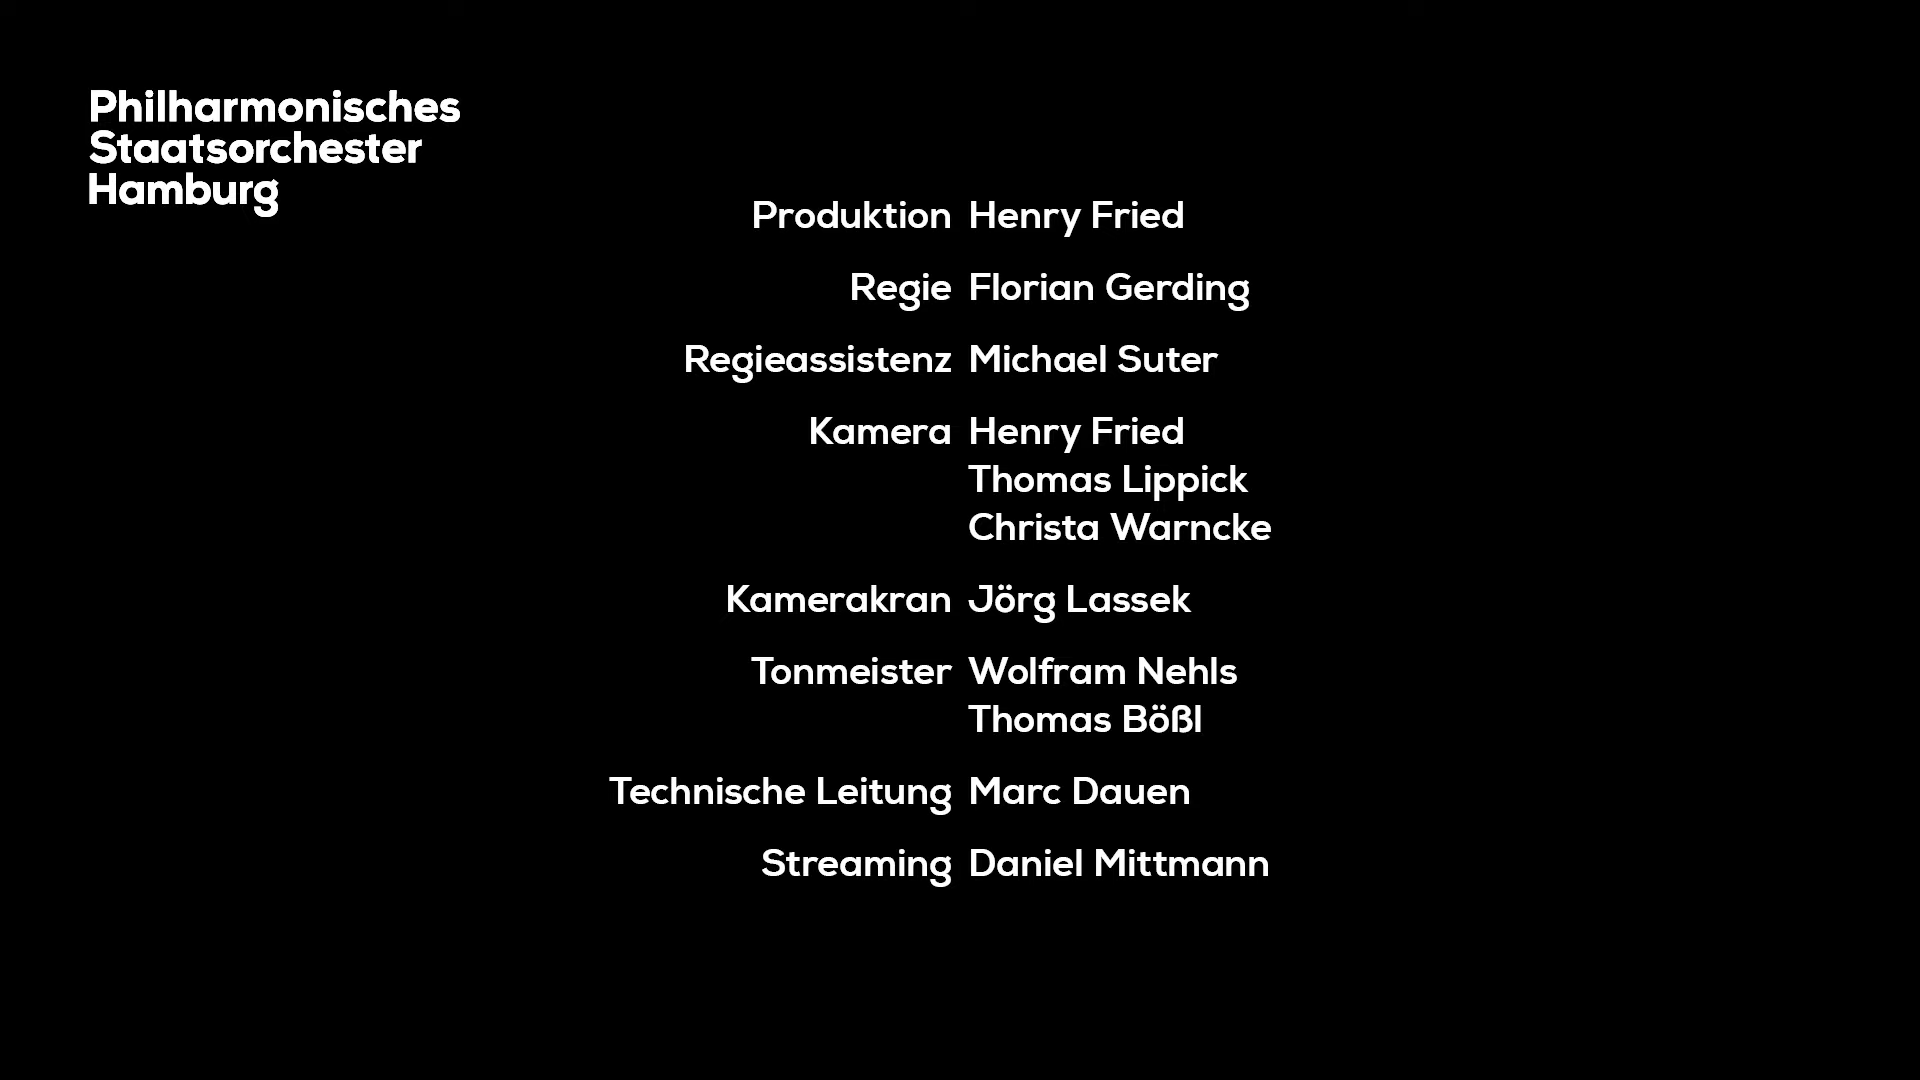 Philharmonisches
Staatsorchester
Hamburg
Produktion Henry Fried
Regie Florian Gerding
Regieassistenz Michael Suter
Kamera Henry Fried
Thomas Lippick
Christa Warncke
Kamerakran Jörg Lassek
Tonmeister Wolfram Nehls
Thomas Bößl
Technische Leitung Marc Dauen
Streaming Daniel Mittmann